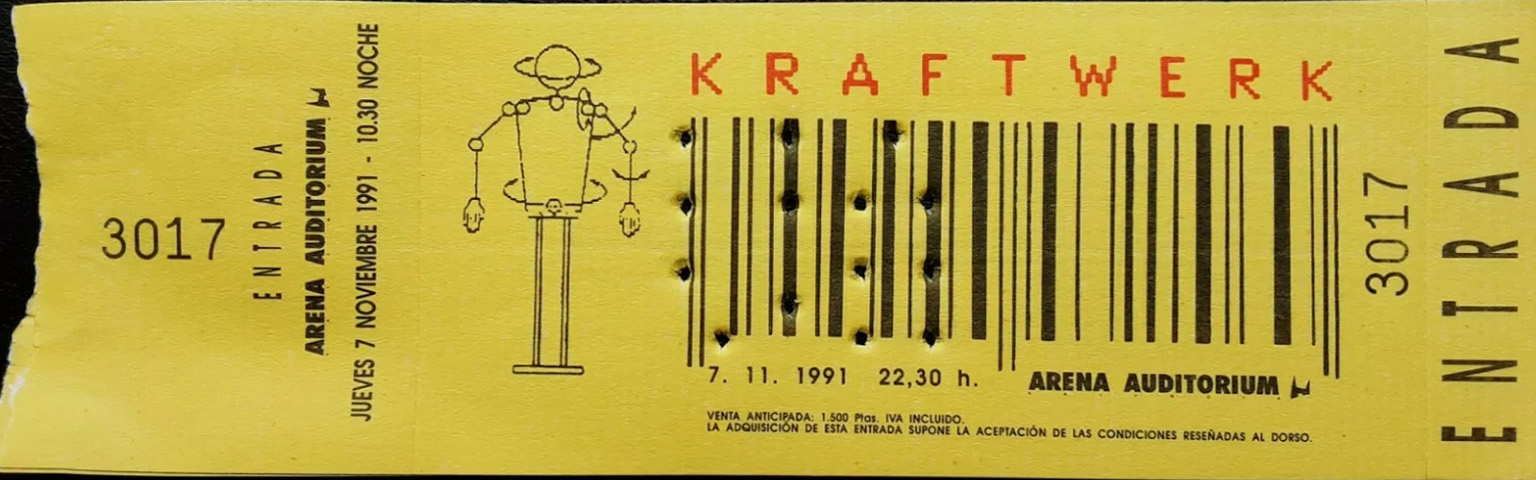 3017
ENTRADA
ARENA AUDITORIUM
JUEVES 7 NOVIEMBRE 1991 - 10.30 NOCHE
KRAFTWERK
7. 11. 1991 22,30 h.
ARENA AUDITORIUM
VENTA ANTICIPADA: 1.500 Ptas. IVA INCLUIDO.
LA ADQUISICIÓN DE ESTA ENTRADA SUPONE LA ACEPTACIÓN DE LAS CONDICIONES RESEÑADAS AL DORSO.
3017
ENTRADA